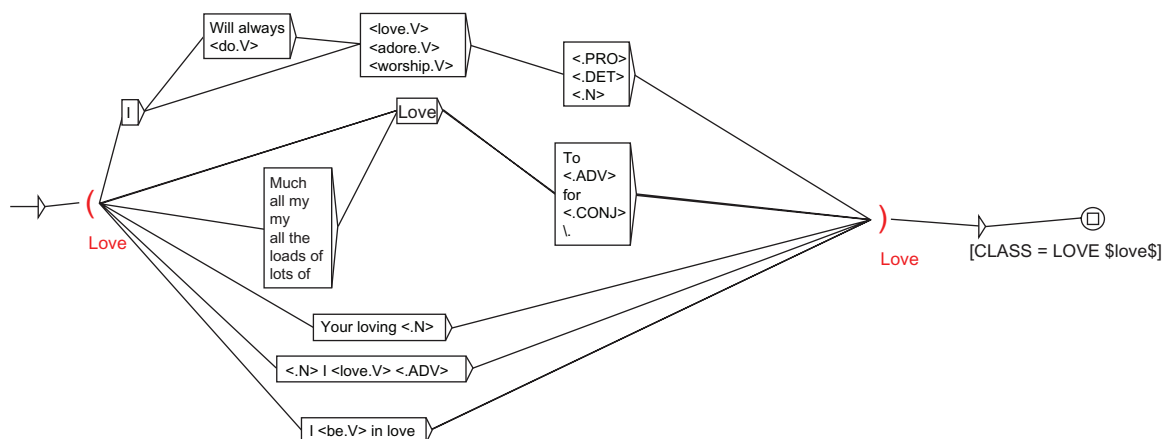 Will always
<do.V>
<love.V>
<adore.V>
<worship.V>
<.PRO>
<.DET>
<.N>
I
Love
To
<.ADV>
for
<.CONJ>
\.
Much
all my
my
all the
loads of
lots of
(
Love
)
Love
[CLASS = LOVE $love$]
Your loving <.N>
<.N> I <love.V> <.ADV>
I <be.V> in love